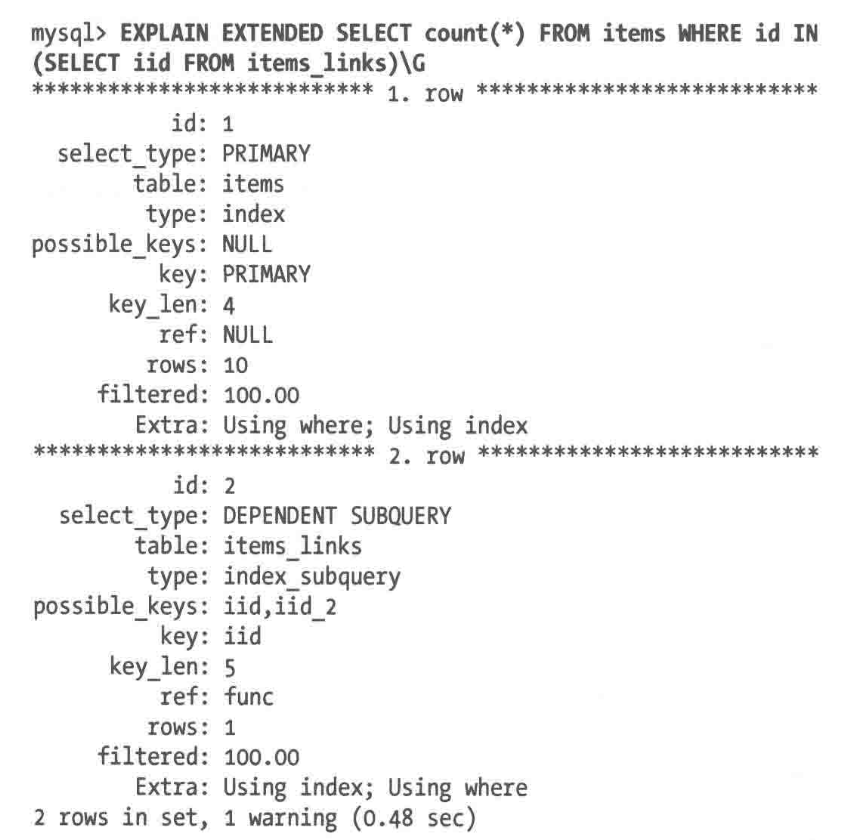 mysql> EXPLAIN EXTENDED SELECT count(*) FROM items WHERE id IN
(SELECT iid FROM items_links)\G
*************************** 1. row ***************************
id: 1
select_type: PRIMARY
table: items
type: index
possible_keys: NULL
key: PRIMARY
key_len: 4
ref: NULL
rows: 10
filtered: 100.00
Extra: Using where; Using index
*************************** 2. row ***************************
id: 2
select_type: DEPENDENT SUBQUERY
table: items_links
type: index_subquery
possible_keys: iid,iid_2
key: iid
key_len: 5
ref: func
rows: 1
filtered: 100.00
Extra: Using index; Using where
2 rows in set, 1 warning (0.48 sec)